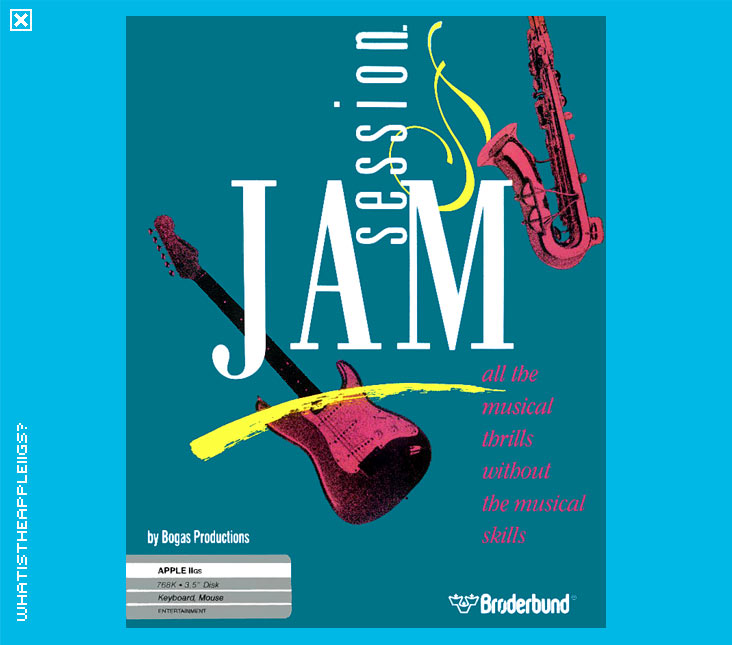 session
JAM
all the
musical
thrills
without
the musical
skills
by Bogas Productions
APPLE IIGS
768K • 3.5" Disk
Keyboard, Mouse
ENTERTAINMENT
Brøderbund
WHATISTHEAPPLEIIGS?